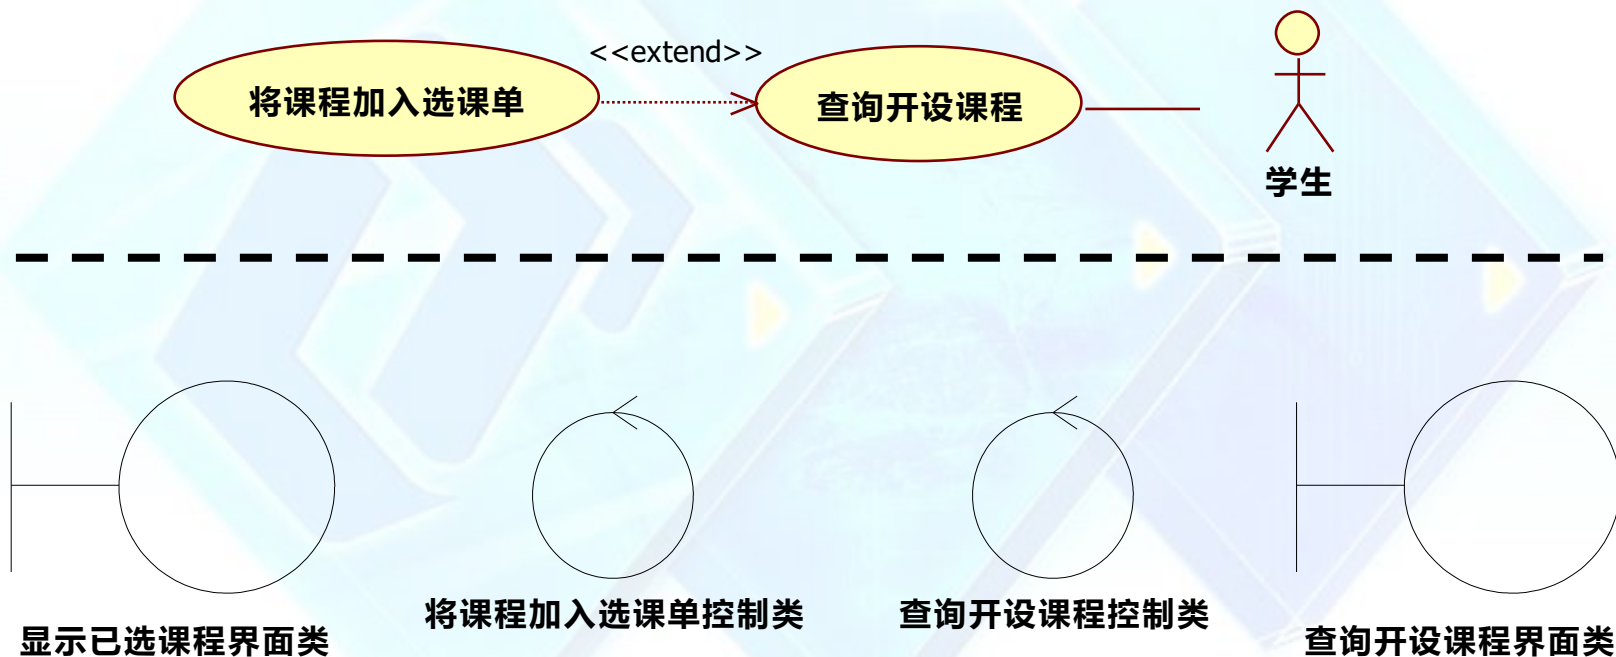 <<extend>>
将课程加入选课单
查询开设课程
学生
将课程加入选课单控制类
查询开设课程控制类
显示已选课程界面类
查询开设课程界面类